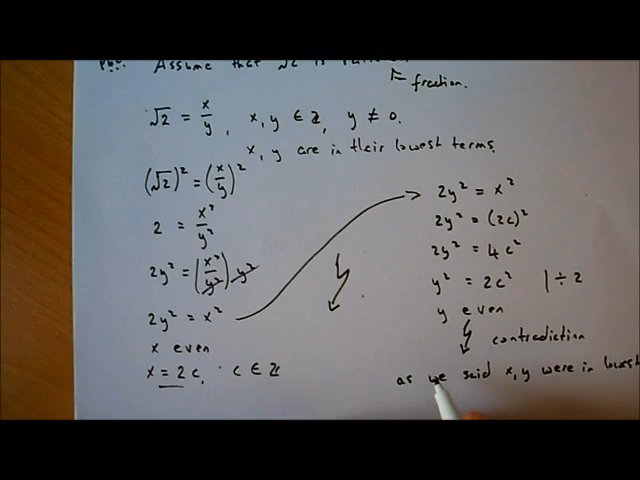 Assume that √2 is
fraction.
√2 = x/y, x, y ∈ ℤ, y ≠ 0.
x, y are in their lowest terms.
(√2)² = (x/y)²
2 = x²/y²
2y² = (x²/y²) y²
2y² = x²
x even
x = 2c, c ∈ ℤ
2y² = x²
2y² = (2c)²
2y² = 4c²
y² = 2c² | ÷ 2
y even
contradiction
as we said x, y were in lowest